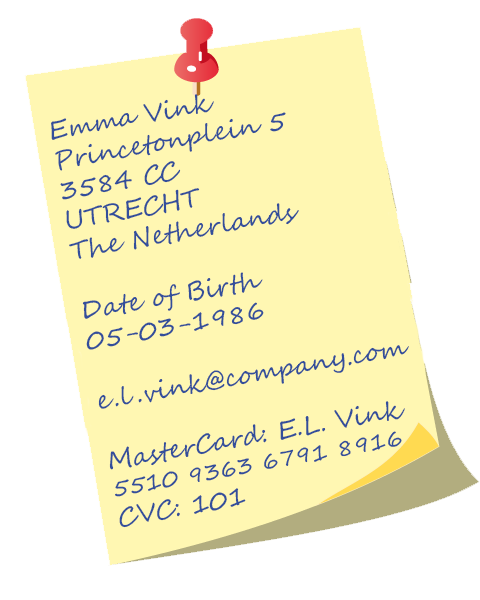 Emma Vink
Princetonplein 5
3584 CC
UTRECHT
The Netherlands
Date of Birth
05-03-1986
e.l.vink@company.com
MasterCard: E.L. Vink
5510 9363 6791 8916
CVC: 101